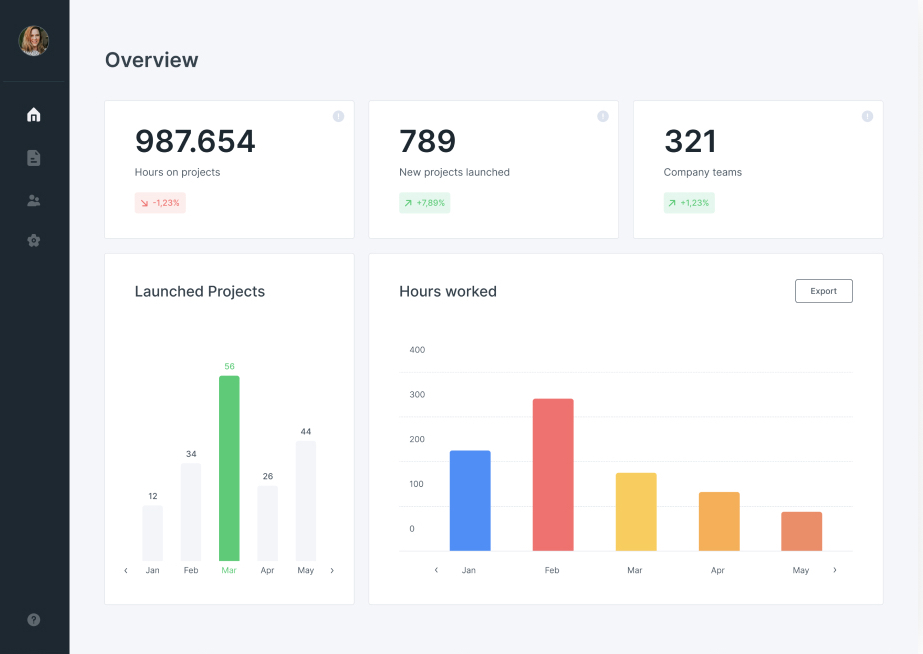 Overview
987.654
Hours on projects
-1,23%
789
New projects launched
+7,89%
321
Company teams
+1,23%
Launched Projects
56
44
34
26
12
Jan Feb Mar Apr May
Hours worked
Export
400
300
200
100
0
Jan Feb Mar Apr May